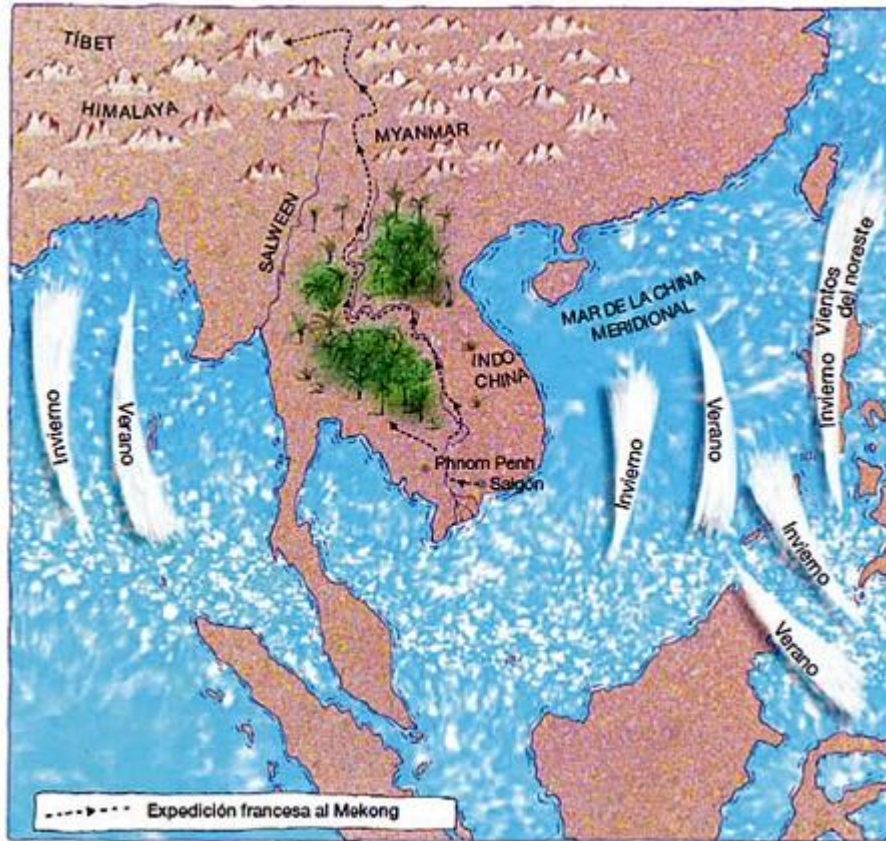 TÍBET
HIMALAYA
MYANMAR
SALWEEN
Vientos
del noreste
MAR DE LA CHINA
MERIDIONAL
INDO
CHINA
Invierno
Verano
Invierno
Verano
Invierno
Phnom Penh
Saigón
Invierno
Verano
Expedición francesa al Mekong